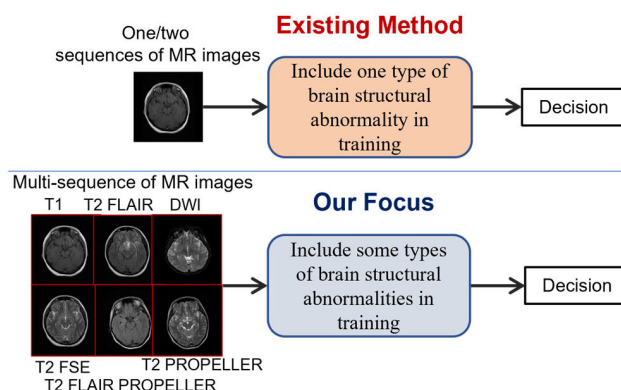 Existing Method
One/two
sequences of MR images
Include one type of
brain structural
abnormality in
training
Decision
Multi-sequence of MR images
T1 T2 FLAIR DWI
Our Focus
Include some types
of brain structural
abnormalities in
training
Decision
T2 FSE T2 PROPELLER
T2 FLAIR PROPELLER